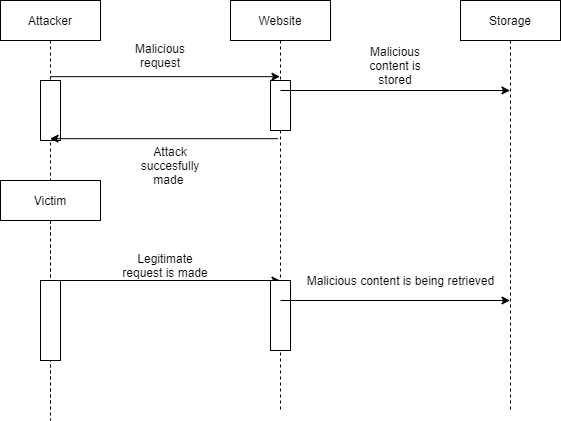 Attacker
Website
Storage
Malicious
request
Malicious
content is
stored
Attack
succesfully
made
Victim
Legitimate
request is made
Malicious content is being retrieved